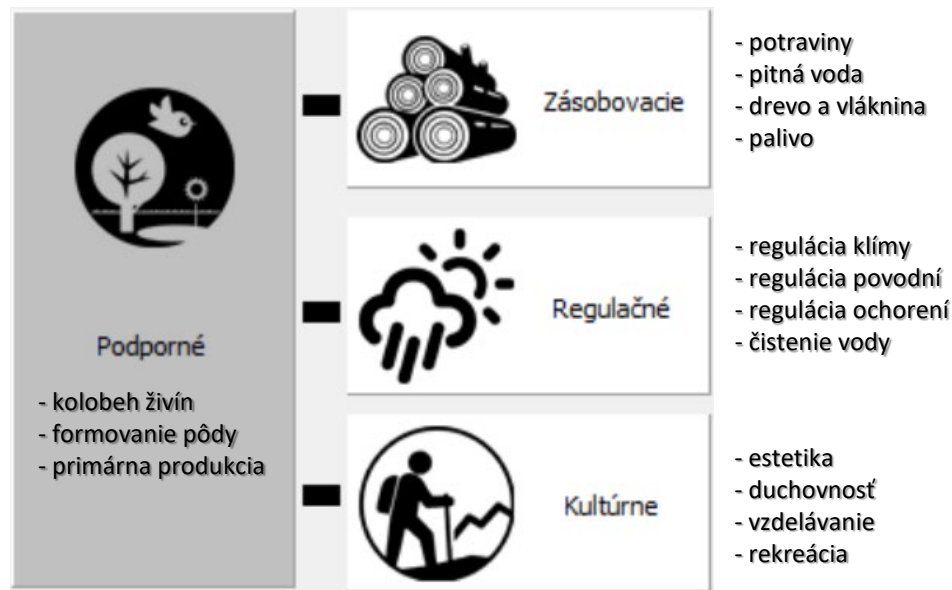 Podporné
- kolobeh živín
- formovanie pôdy
- primárna produkcia
Zásobovacie
- potraviny
- pitná voda
- drevo a vláknina
- palivo
Regulačné
- regulácia klímy
- regulácia povodní
- regulácia ochorení
- čistenie vody
Kultúrne
- estetika
- duchovnosť
- vzdelávanie
- rekreácia